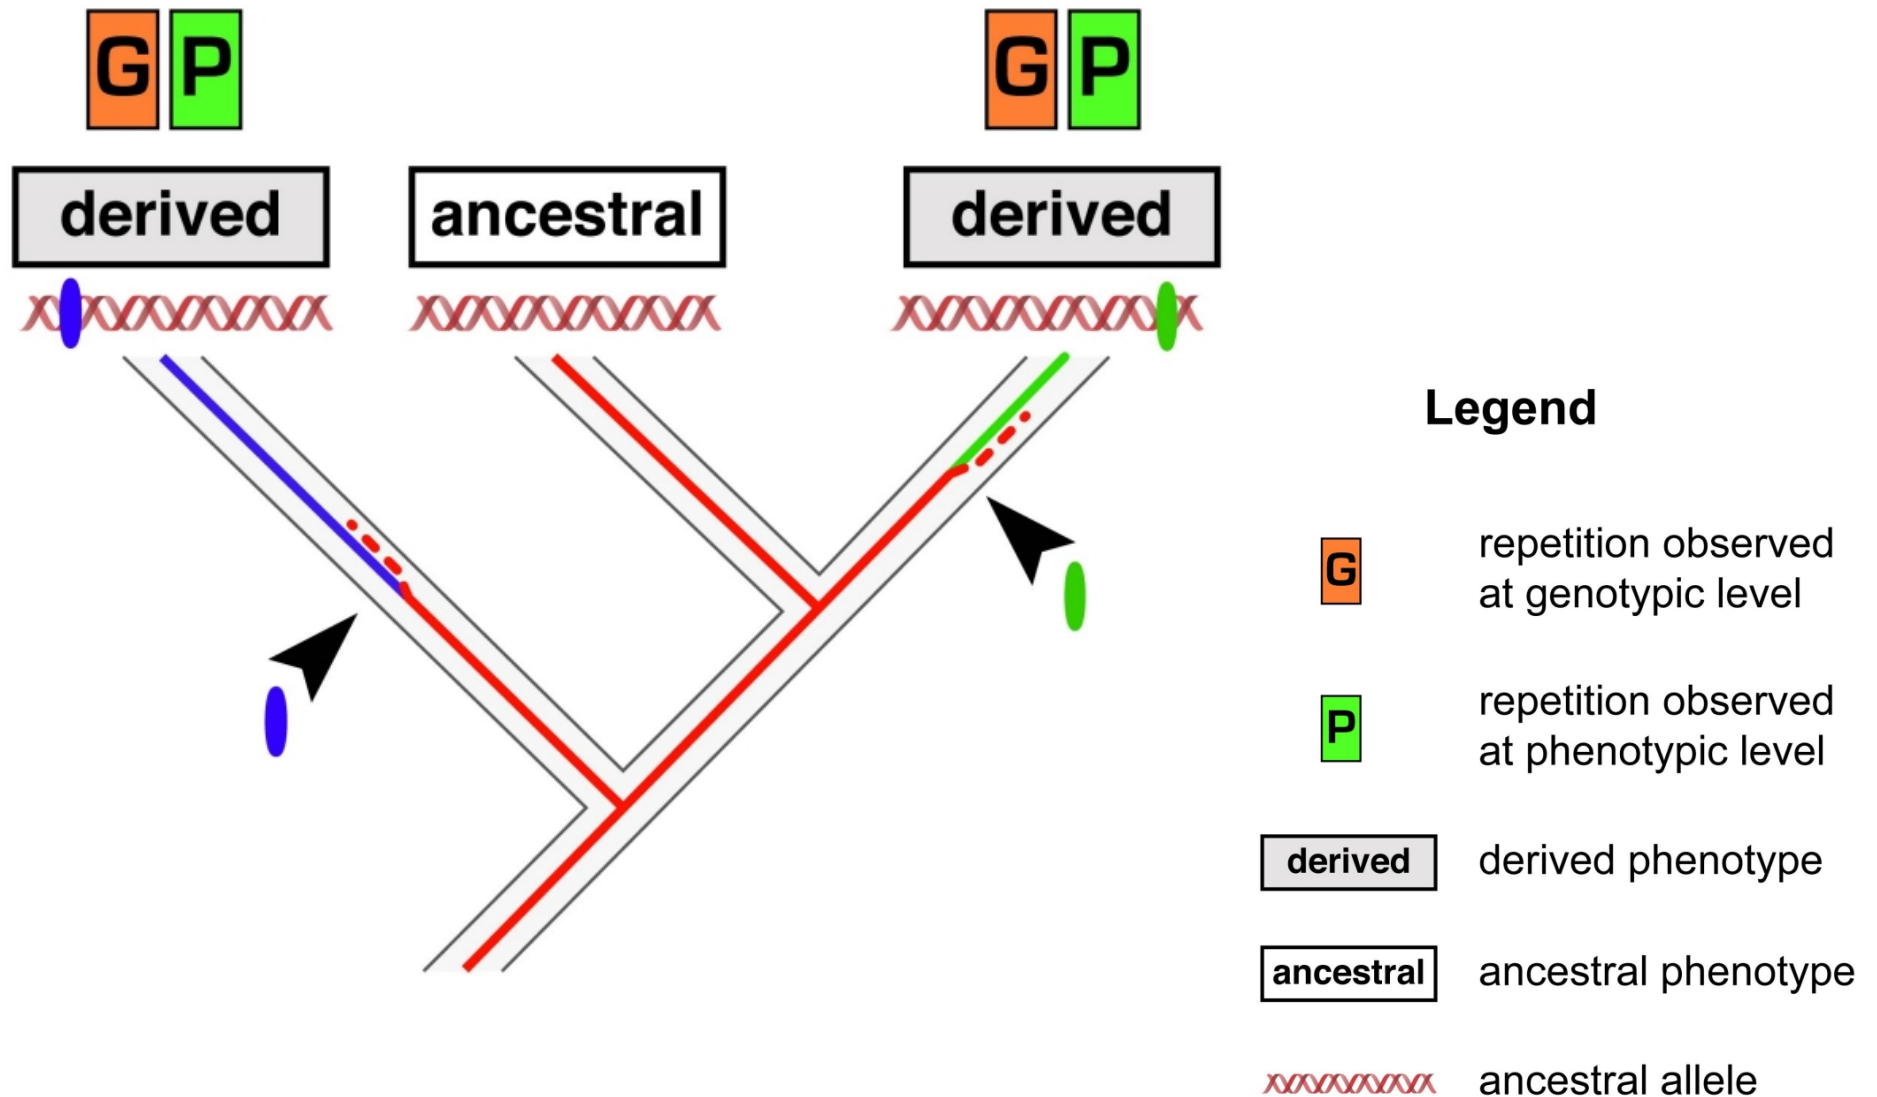 G P G P
derived ancestral derived
Legend
G repetition observed
at genotypic level
P repetition observed
at phenotypic level
derived derived phenotype
ancestral ancestral phenotype
ancestral allele